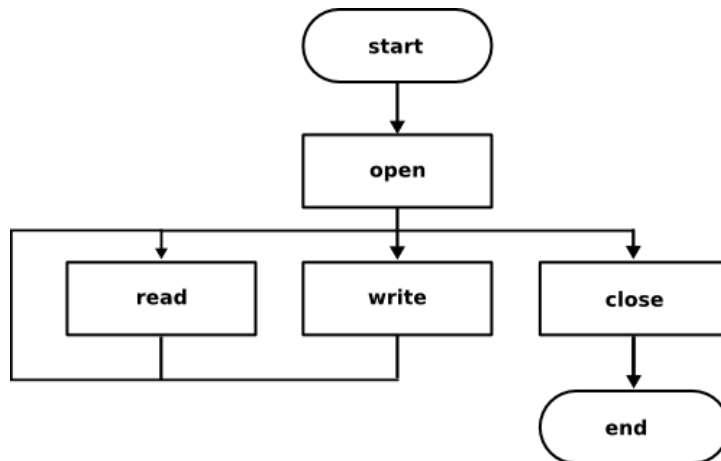 start
open
read
write
close
end